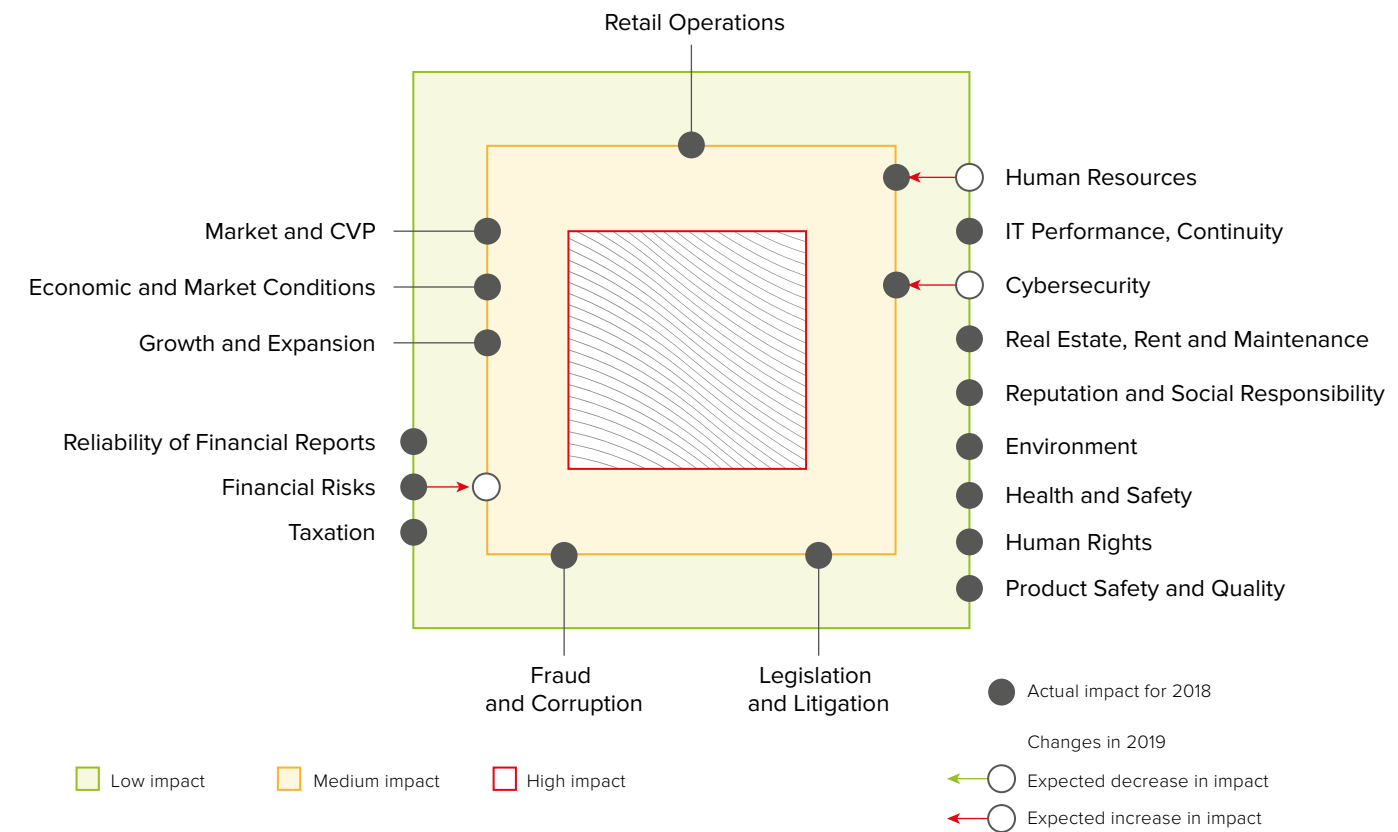 Retail Operations
Human Resources
Market and CVP
IT Performance, Continuity
Economic and Market Conditions
Cybersecurity
Growth and Expansion
Real Estate, Rent and Maintenance
Reputation and Social Responsibility
Reliability of Financial Reports
Environment
Financial Risks
Health and Safety
Taxation
Human Rights
Product Safety and Quality
Fraud
and Corruption
Legislation
and Litigation
Actual impact for 2018
Changes in 2019
Low impact
Medium impact
High impact
Expected decrease in impact
Expected increase in impact